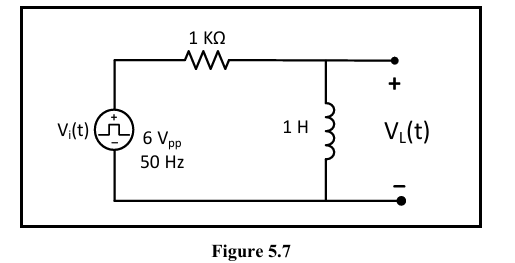 1 KΩ
+
Vi(t)
+
−
6 Vpp
50 Hz
1 H
VL(t)
−
Figure 5.7